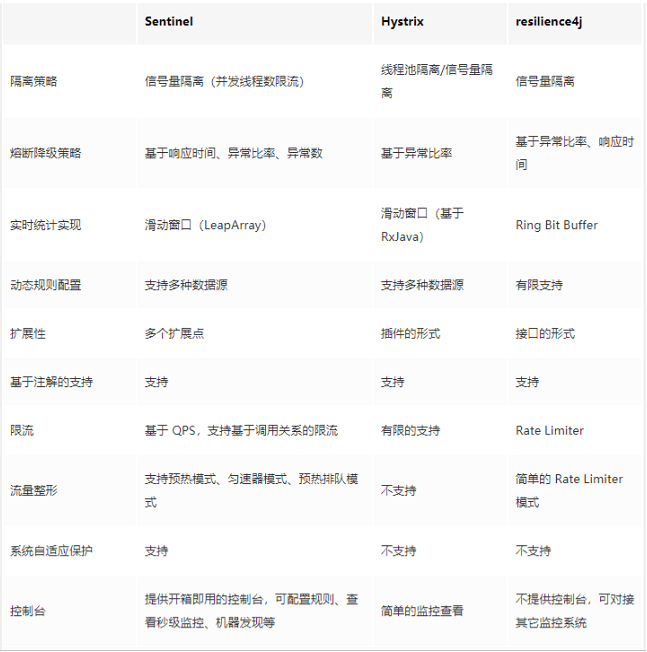 Sentinel Hystrix resilience4j
隔离策略 信号量隔离（并发线程数限流） 线程池隔离/信号量隔
离 信号量隔离
熔断降级策略 基于响应时间、异常比率、异常数 基于异常比率 基于异常比率、响应时
间
实时统计实现 滑动窗口（LeapArray） 滑动窗口（基于
RxJava） Ring Bit Buffer
动态规则配置 支持多种数据源 支持多种数据源 有限支持
扩展性 多个扩展点 插件的形式 接口的形式
基于注解的支持 支持 支持 支持
限流 基于 QPS，支持基于调用关系的限流 有限的支持 Rate Limiter
流量整形 支持预热模式、匀速器模式、预热排队模
式 不支持 简单的 Rate Limiter
模式
系统自适应保护 支持 不支持 不支持
控制台 提供开箱即用的控制台，可配置规则、查
看秒级监控、机器发现等 简单的监控查看 不提供控制台，可对接
其它监控系统